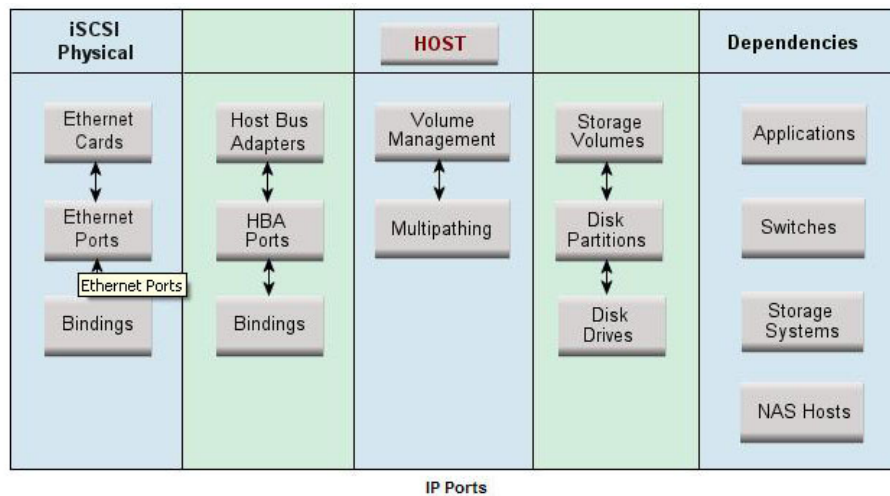 iSCSI
Physical
HOST
Dependencies
Ethernet
Cards
Ethernet
Ports
Ethernet Ports
Bindings
Host Bus
Adapters
HBA
Ports
Bindings
Volume
Management
Multipathing
Storage
Volumes
Disk
Partitions
Disk
Drives
Applications
Switches
Storage
Systems
NAS Hosts
IP Ports